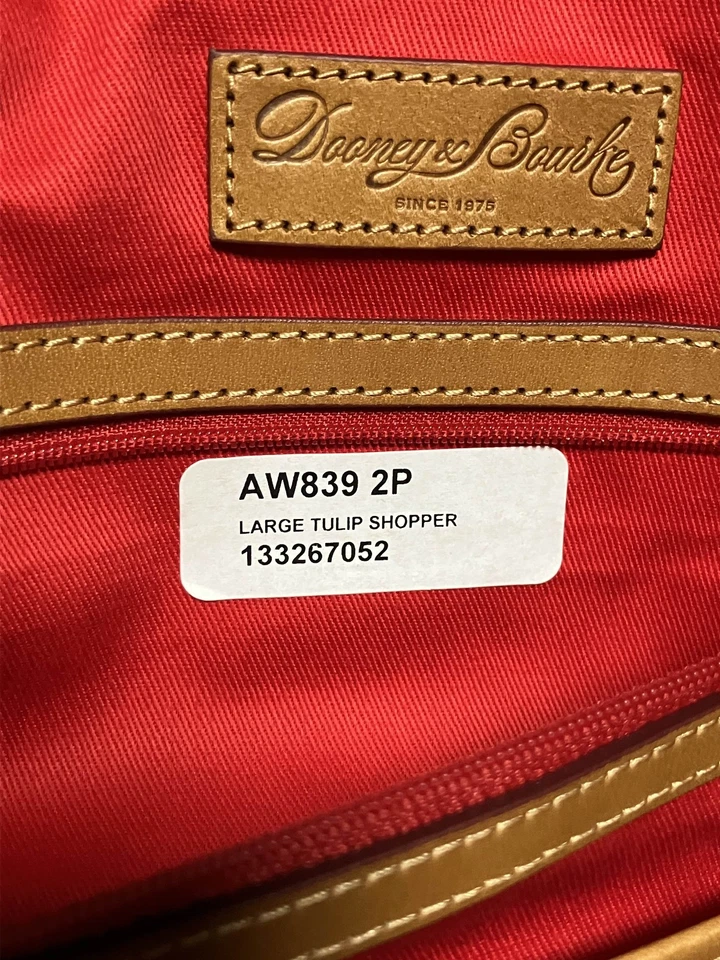 Dooney & Bourke
SINCE 1975
AW839 2P
LARGE TULIP SHOPPER
133267052